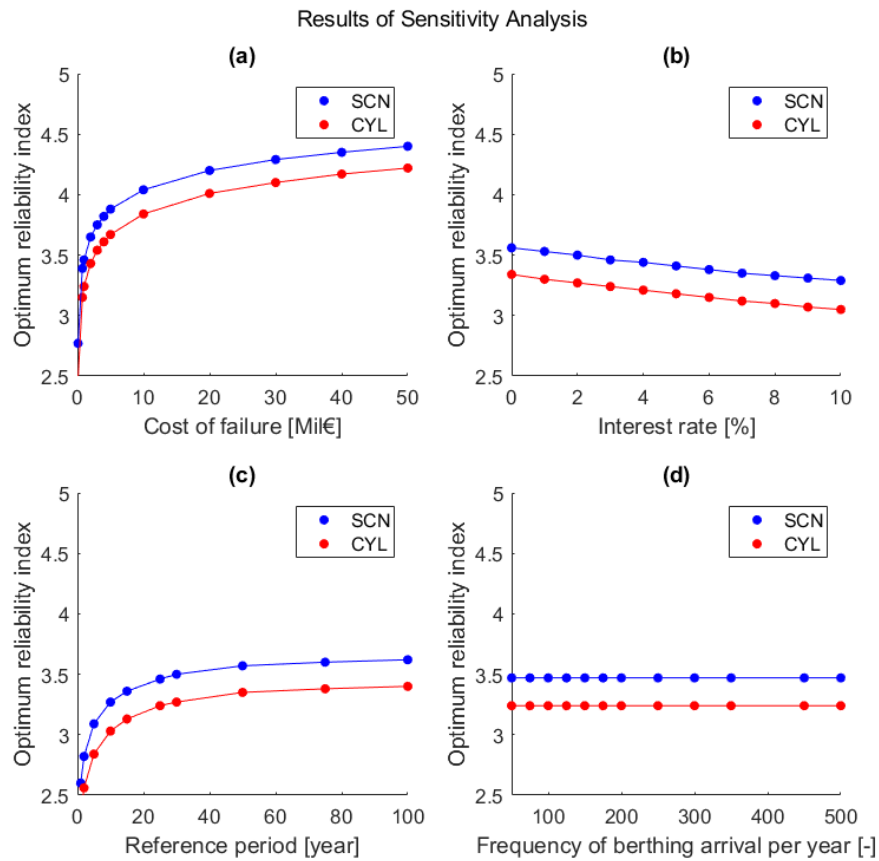 Results of Sensitivity Analysis
(a)
5
4.5
4
3.5
3
2.5
0
10
20
30
40
50
Optimum reliability index
Cost of failure [Mil€]
SCN
CYL
(b)
5
4.5
4
3.5
3
2.5
0
2
4
6
8
10
Optimum reliability index
Interest rate [%]
SCN
CYL
(c)
5
4.5
4
3.5
3
2.5
0
20
40
60
80
100
Optimum reliability index
Reference period [year]
SCN
CYL
(d)
5
4.5
4
3.5
3
2.5
100
200
300
400
500
Optimum reliability index
Frequency of berthing arrival per year [-]
SCN
CYL